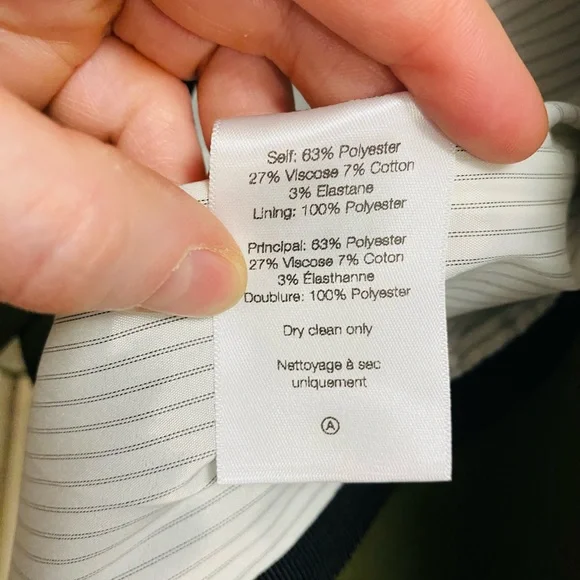 Self: 63% Polyester
27% Viscose 7% Cotton
3% Elastane
Lining: 100% Polyester
Principal: 63% Polyester
27% Viscose 7% Coton
3% Élasthanne
Doublure: 100% Polyester
Dry clean only
Nettoyage à sec
uniquement
A